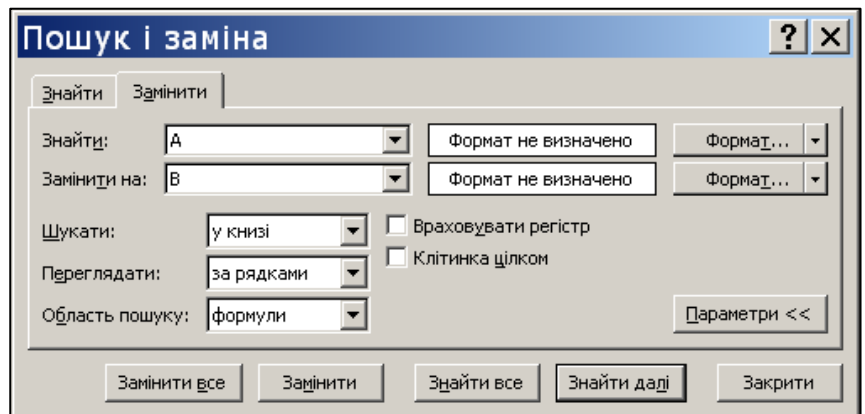 Пошук і заміна ? ×
Знайти Замінити
Знайти: A Формат не визначено Формат...
Замінити на: B Формат не визначено Формат...
Шукати: у книзі Враховувати регістр
Переглядати: за рядками Клітинка цілком
Область пошуку: формули Параметри <<
Замінити все Замінити Знайти все Знайти далі Закрити